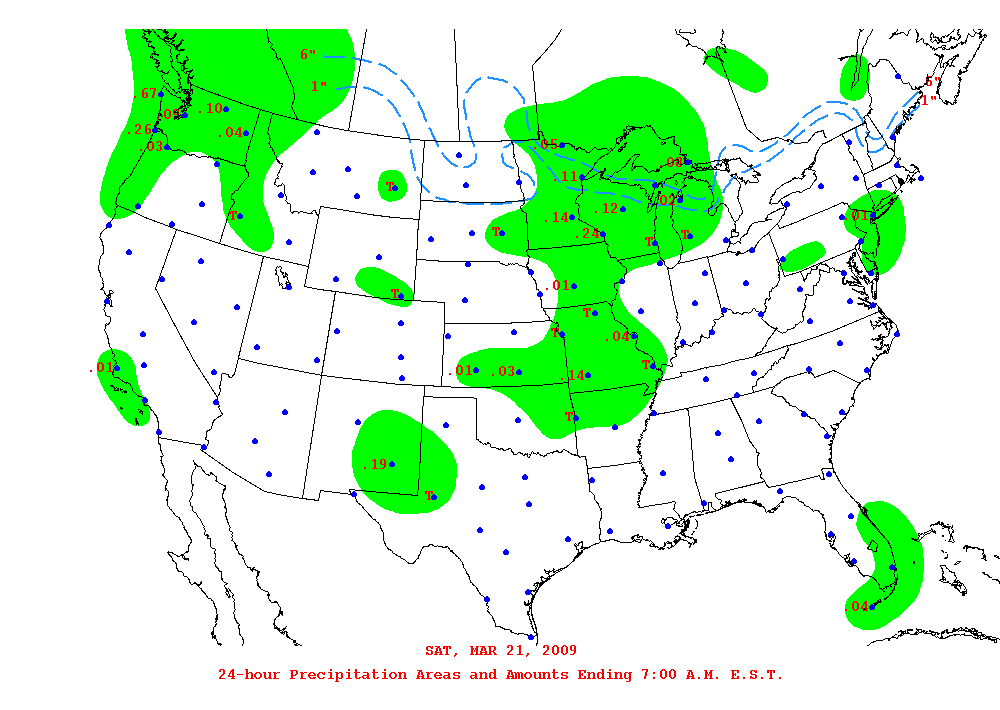 6"
5"
1"
1"
67
.10
.09
.26
.04
.03
.05
.08
.11
T
.02
.12
.14
.01
T
.24
T
T
T
.01
T
T
T
.04
.01
T
.01
.03
.14
T
.19
T
.04
SAT, MAR 21, 2009
24-hour Precipitation Areas and Amounts Ending 7:00 A.M. E.S.T.